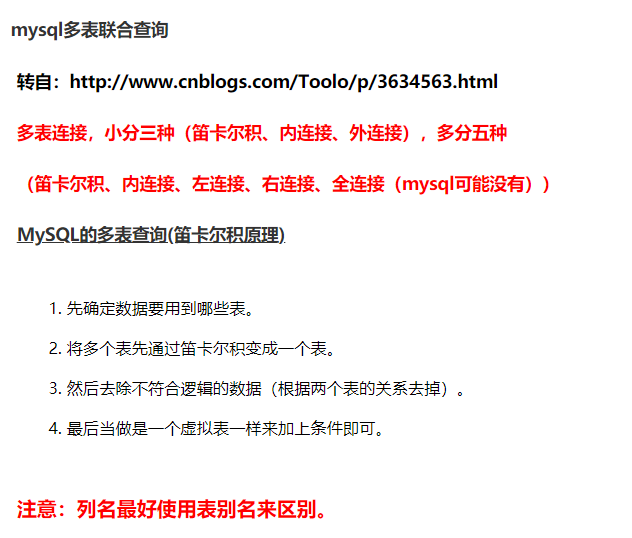 mysql多表联合查询
转自：http://www.cnblogs.com/Toolo/p/3634563.html
多表连接，小分三种（笛卡尔积、内连接、外连接），多分五种
（笛卡尔积、内连接、左连接、右连接、全连接（mysql可能没有））
MySQL的多表查询(笛卡尔积原理)
1. 先确定数据要用到哪些表。
2. 将多个表先通过笛卡尔积变成一个表。
3. 然后去除不符合逻辑的数据（根据两个表的关系去掉）。
4. 最后当做是一个虚拟表一样来加上条件即可。
注意：列名最好使用表别名来区别。